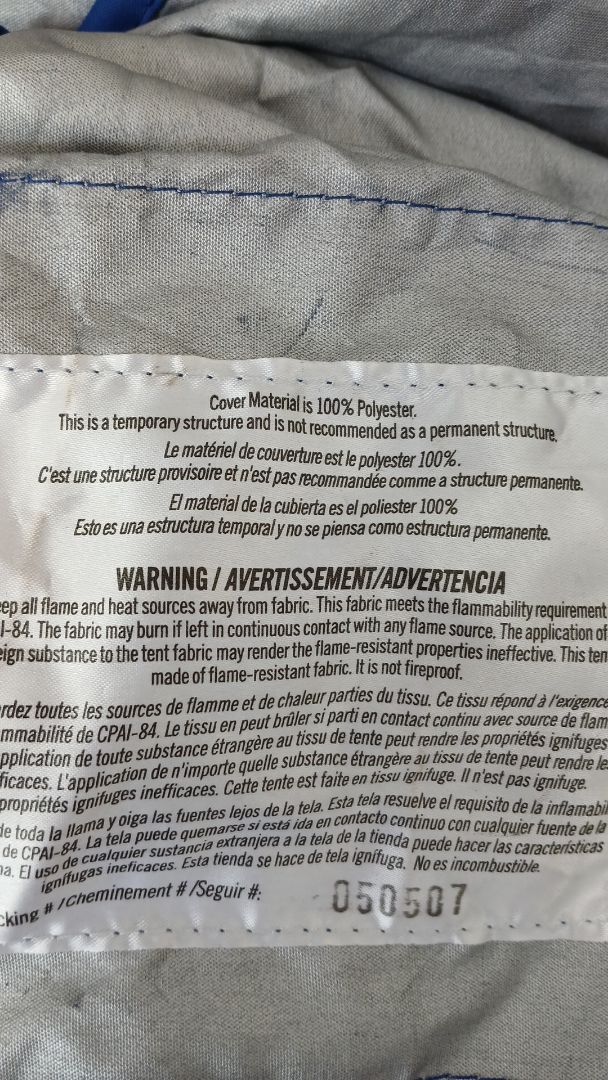 Cover Material is 100% Polyester.
This is a temporary structure and is not recommended as a permanent structure.
Le matériel de couverture est le polyester 100%.
C'est une structure provisoire et n'est pas recommandée comme a structure permanente.
El material de la cubierta es el poliester 100%
Esto es una estructura temporal y no se piensa como estructura permanente.
WARNING / AVERTISSEMENT/ADVERTENCIA
eep all flame and heat sources away from fabric. This fabric meets the flammability requirement
I-84. The fabric may burn if left in continuous contact with any flame source. The application of
eign substance to the tent fabric may render the flame-resistant properties ineffective. This ten
made of flame-resistant fabric. It is not fireproof.
rdez toutes les sources de flamme et de chaleur parties du tissu. Ce tissu répond à l'exigence
mmabilité de CPAI-84. Le tissu en peut brûler si parti en contact continu avec source de flam
pplication de toute substance étrangère au tissu de tente peut rendre les propriétés ignifuges
ficaces. L'application de n'importe quelle substance étrangère au tissu de tente peut rendre le
propriétés ignifuges inefficaces. Cette tente est faite en tissu ignifuge. Il n'est pas ignifuge.
de toda la llama y oiga las fuentes lejos de la tela. Esta tela resuelve el requisito de la inflamabil
de CPAI-84. La tela puede quemarse si está ida en contacto continuo con cualquier fuente de la
na. El uso de cualquier sustancia extranjera a la tela de la tienda puede hacer las características
ignífugas ineficaces. Esta tienda se hace de tela ignífuga. No es incombustible.
cking # /Cheminement # /Seguir #: 050507